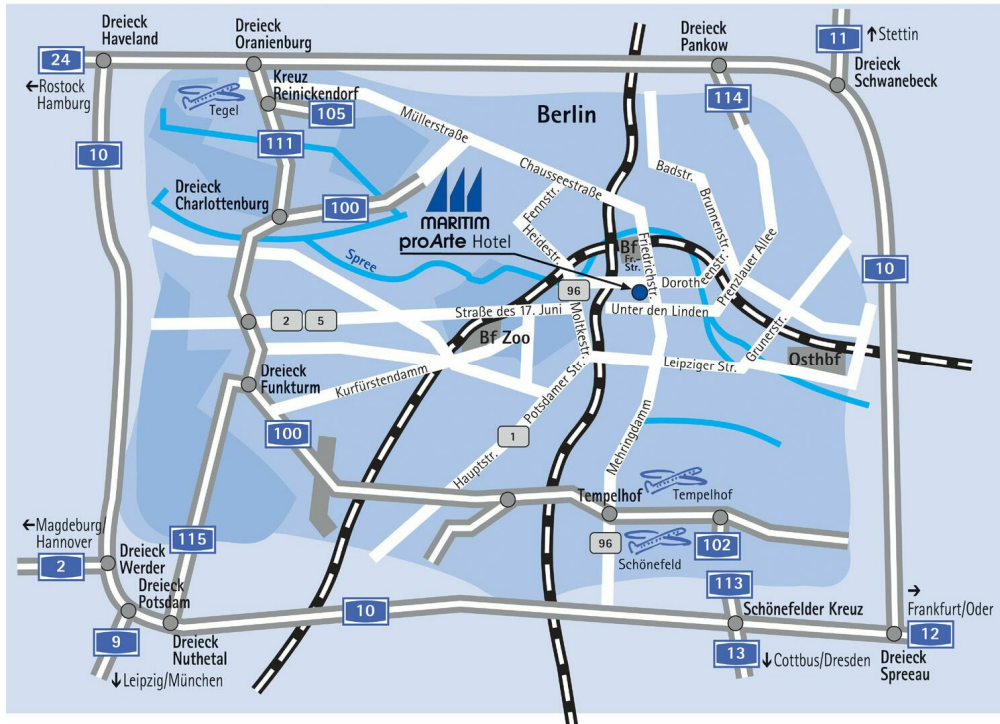 Dreieck
Haveland
Dreieck
Oranienburg
Dreieck
Pankow
11
↑Stettin
24
←Rostock
Hamburg
Kreuz
Reinickendorf
Dreieck
Schwanebeck
Tegel
105
114
Berlin
Müllerstraße
10
111
Chausseestraße
Badstr.
Dreieck
Charlottenburg
100
MARITIM
proArte Hotel
Fennstr.
Heidestr.
Brunnenstr.
Friedrichstr.
Bf
Fr.
Str.
Prenzlauer Allee
Spree
Dorotheenstr.
10
96
Unter den Linden
2
5
Straße des 17. Juni
Moltkestr.
Grunerstr.
Bf Zoo
Leipziger Str.
Osthbf
Dreieck
Funkturm
Kurfürstendamm
Potsdamer Str.
100
1
Hauptstr.
Mehringdamm
Tempelhof
Tempelhof
←Magdeburg/
Hannover
115
96
Schönefeld
102
2
Dreieck
Werder
Dreieck
Potsdam
113
→
Frankfurt/Oder
10
Schönefelder Kreuz
12
9
Dreieck
Nuthetal
13
↓Cottbus/Dresden
Dreieck
Spreeau
↓Leipzig/München